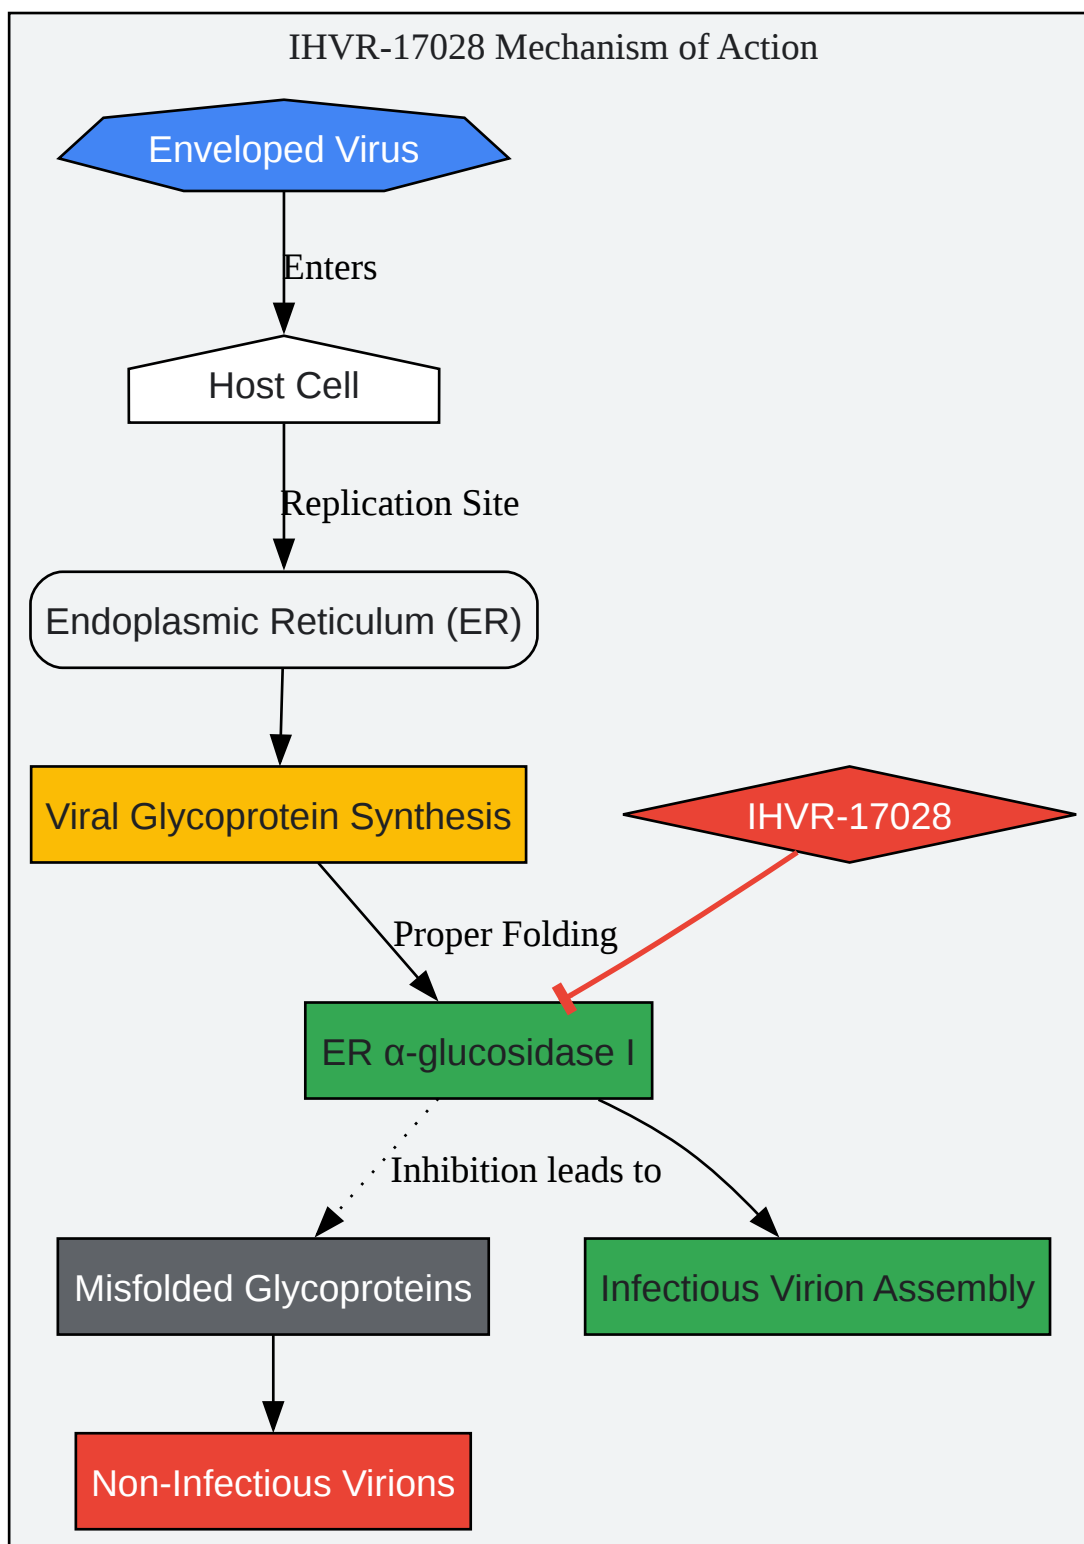 IHVR-17028 Mechanism of Action
Enveloped Virus
Enters
Host Cell
Replication Site
Endoplasmic Reticulum (ER)
Viral Glycoprotein Synthesis
IHVR-17028
Proper Folding
ER α-glucosidase I
Inhibition leads to
Misfolded Glycoproteins
Infectious Virion Assembly
Non-Infectious Virions